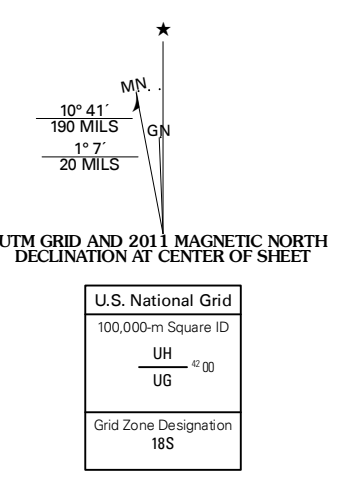 ★
MN
10° 41´
190 MILS
GN
1° 7´
20 MILS
UTM GRID AND 2011 MAGNETIC NORTH
DECLINATION AT CENTER OF SHEET
U.S. National Grid
100,000-m Square ID
UH
42 00
UG
Grid Zone Designation
18S